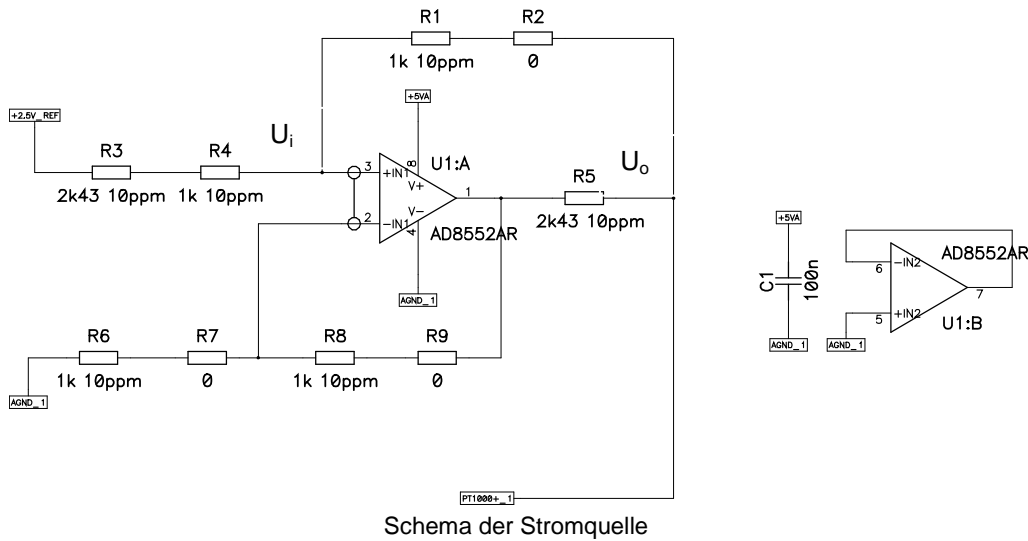 R1
R2
1k 10ppm
0
+5VA
+2.5V_REF
Ui
R3
R4
2k43 10ppm
1k 10ppm
3
+IN1
8
V+
U1:A
1
2
-IN1
V-
4
AD8552AR
Uo
R5
2k43 10ppm
AGND_1
R6
R7
R8
R9
1k 10ppm
0
1k 10ppm
0
AGND_1
+5VA
C1
100n
AGND_1
6
-IN2
AD8552AR
7
5
+IN2
U1:B
AGND_1
PT1000+_1
Schema der Stromquelle